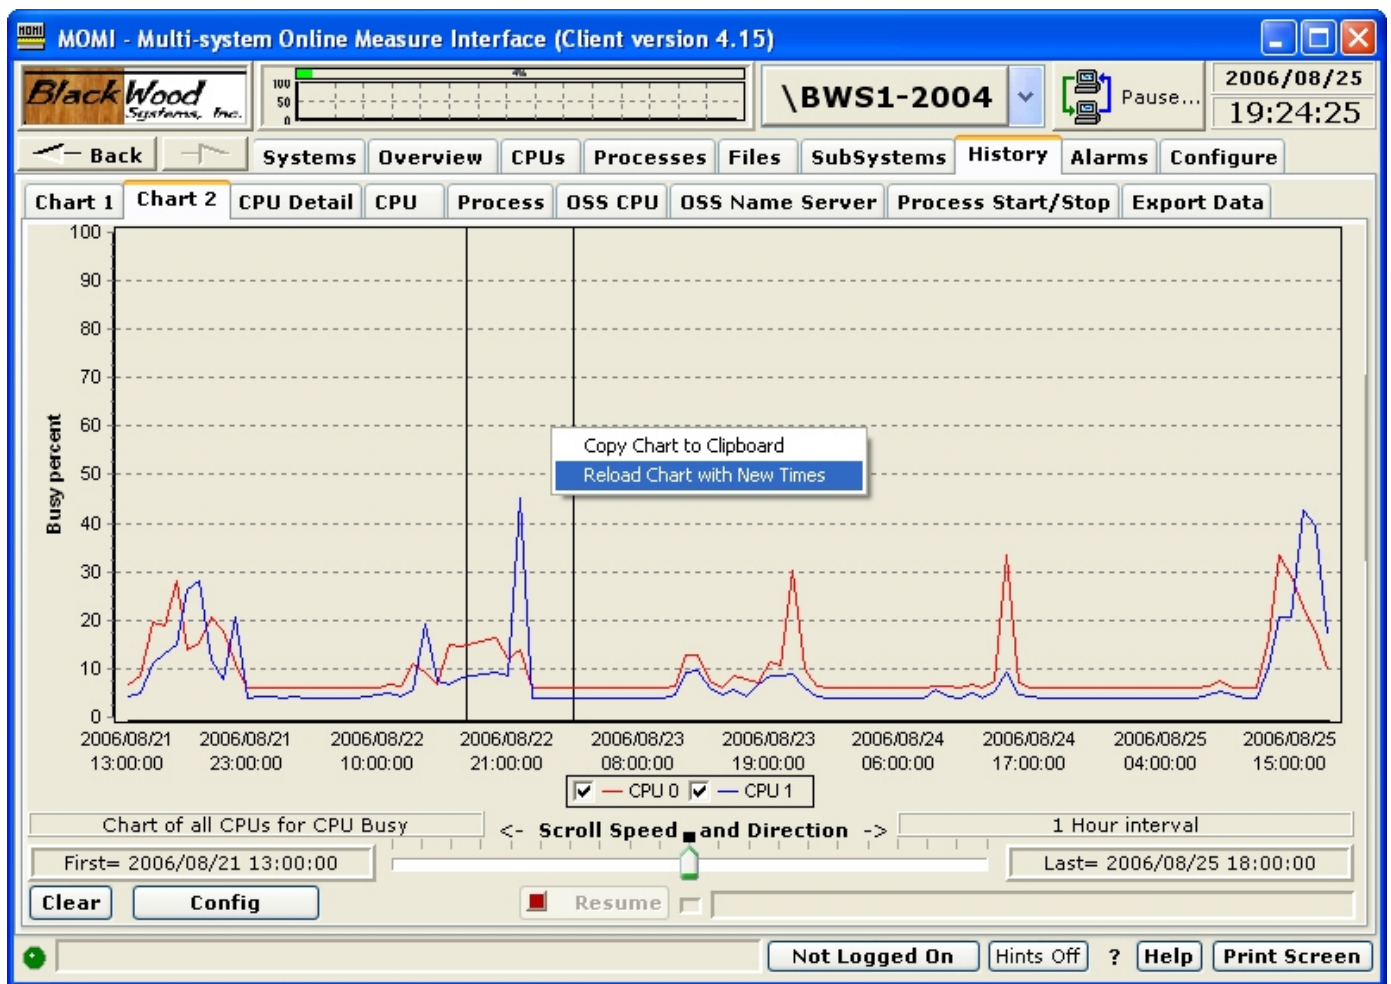 MOMI
MOMI - Multi-system Online Measure Interface (Client version 4.15)
BlackWood
Systems, Inc.
4%
100
50
0
\BWS1-2004
Pause...
2006/08/25
19:24:25
Back
Systems Overview CPUs Processes Files SubSystems History Alarms Configure
Chart 1 Chart 2 CPU Detail CPU Process OSS CPU OSS Name Server Process Start/Stop Export Data
100
90
80
70
60
50
40
30
20
10
0
Busy percent
Copy Chart to Clipboard
Reload Chart with New Times
2006/08/21 2006/08/21 2006/08/22 2006/08/22 2006/08/23 2006/08/23 2006/08/24 2006/08/24 2006/08/25 2006/08/25
13:00:00 23:00:00 10:00:00 21:00:00 08:00:00 19:00:00 06:00:00 17:00:00 04:00:00 15:00:00
CPU 0 CPU 1
Chart of all CPUs for CPU Busy
<- Scroll Speed and Direction ->
1 Hour interval
First= 2006/08/21 13:00:00
Last= 2006/08/25 18:00:00
Clear Config Resume
Not Logged On Hints Off ? Help Print Screen